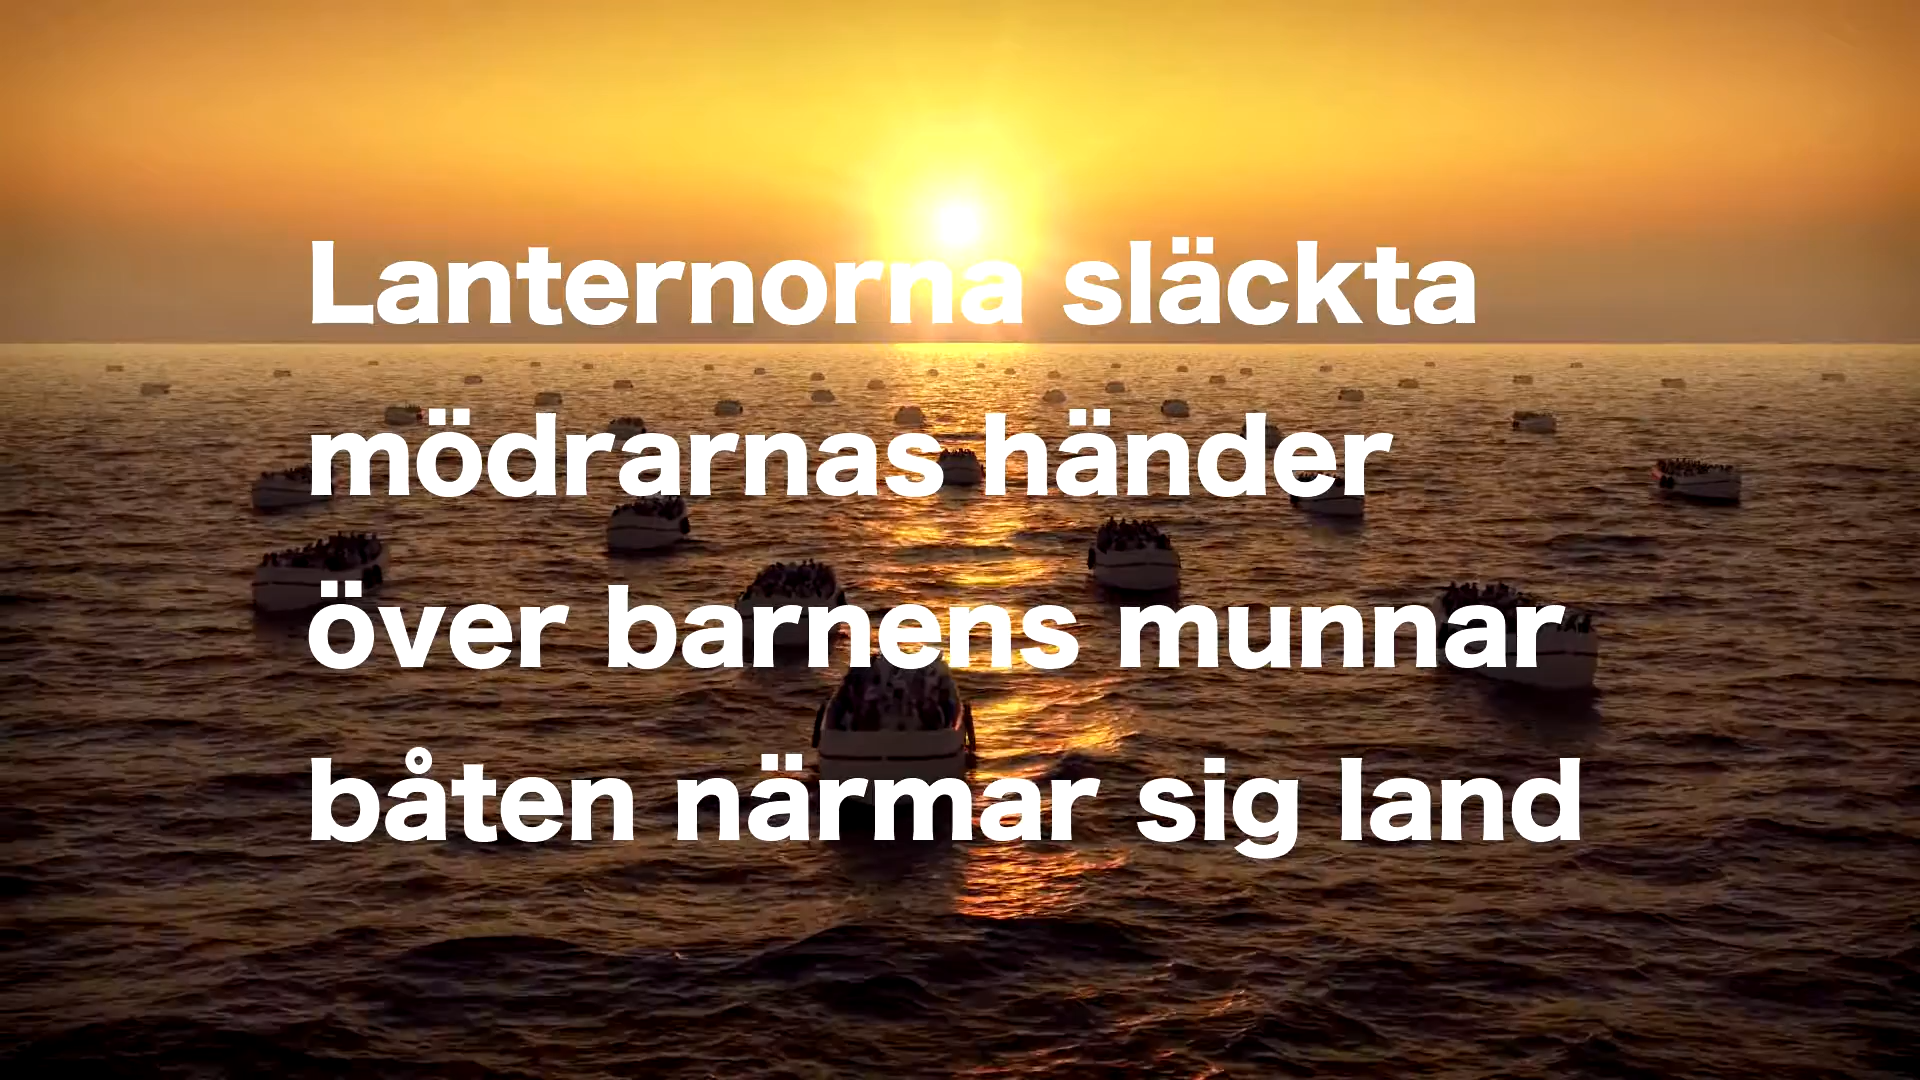 Lanternorna släckta
mödrarnas händer
över barnens munnar
båten närmar sig land